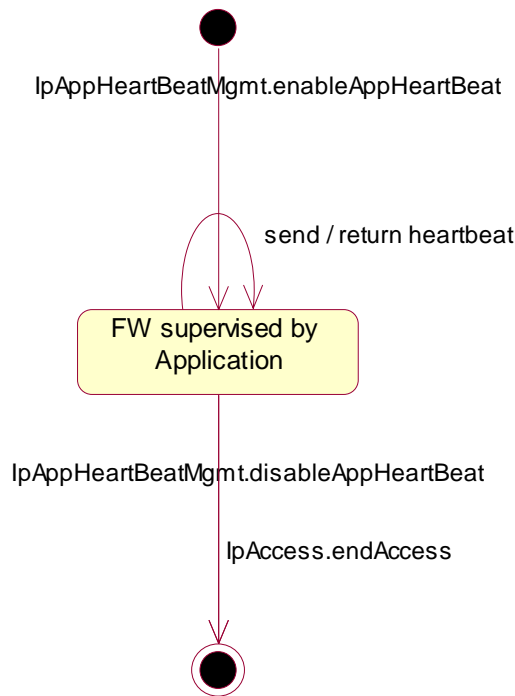 IpAppHeartBeatMgmt.enableAppHeartBeat
send / return heartbeat
FW supervised by
Application
IpAppHeartBeatMgmt.disableAppHeartBeat
IpAccess.endAccess